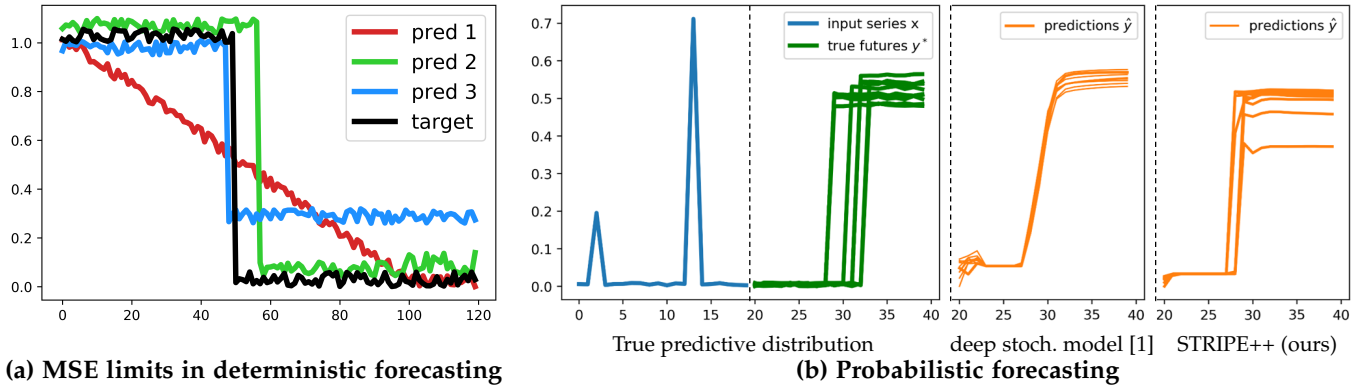 1.0
0.8
0.6
0.4
0.2
0.0
0 20 40 60 80 100 120
pred 1
pred 2
pred 3
target
(a) MSE limits in deterministic forecasting
0.7
0.6
0.5
0.4
0.3
0.2
0.1
0.0
input series x
true futures y*
0 5 10 15 20 25 30 35 40
True predictive distribution
predictions ŷ
20 25 30 35 40
deep stoch. model [1]
predictions ŷ
20 25 30 35 40
STRIPE++ (ours)
(b) Probabilistic forecasting